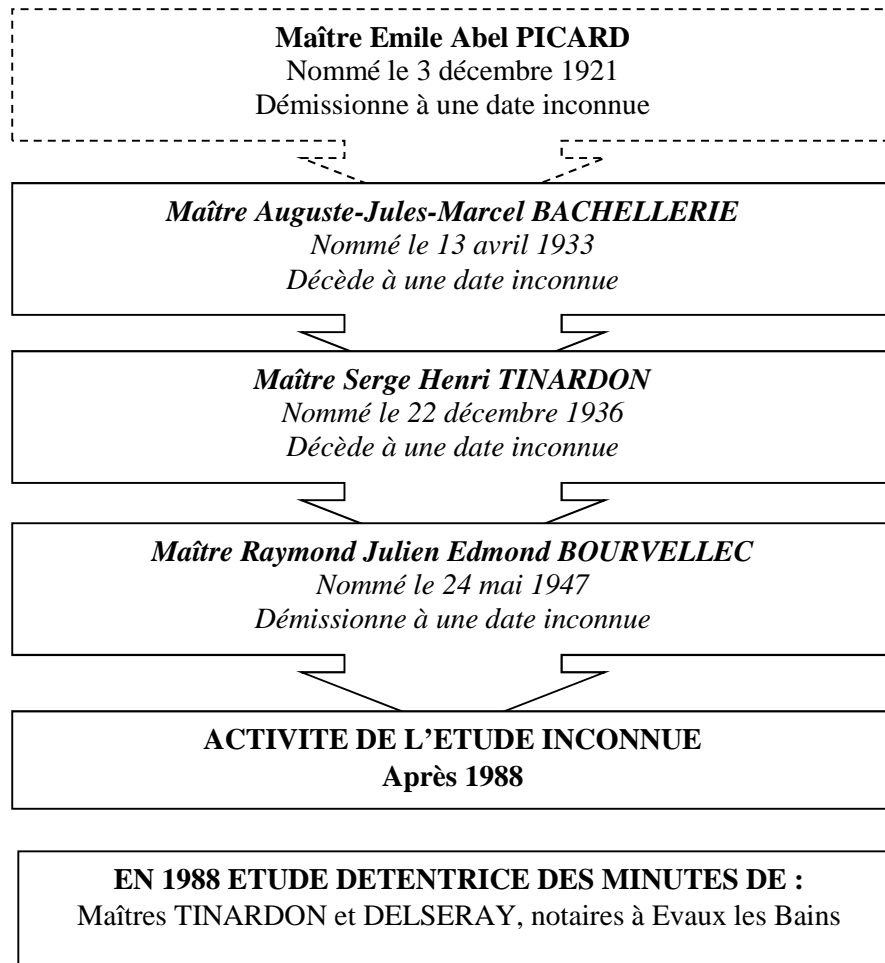 Maître Emile Abel PICARD
Nommé le 3 décembre 1921
Démissionne à une date inconnue
Maître Auguste-Jules-Marcel BACHELLERIE
Nommé le 13 avril 1933
Décède à une date inconnue
Maître Serge Henri TINARDON
Nommé le 22 décembre 1936
Décède à une date inconnue
Maître Raymond Julien Edmond BOURVELLEC
Nommé le 24 mai 1947
Démissionne à une date inconnue
ACTIVITE DE L'ETUDE INCONNUE
Après 1988
EN 1988 ETUDE DETENTRICE DES MINUTES DE :
Maîtres TINARDON et DELSERAY, notaires à Evaux les Bains